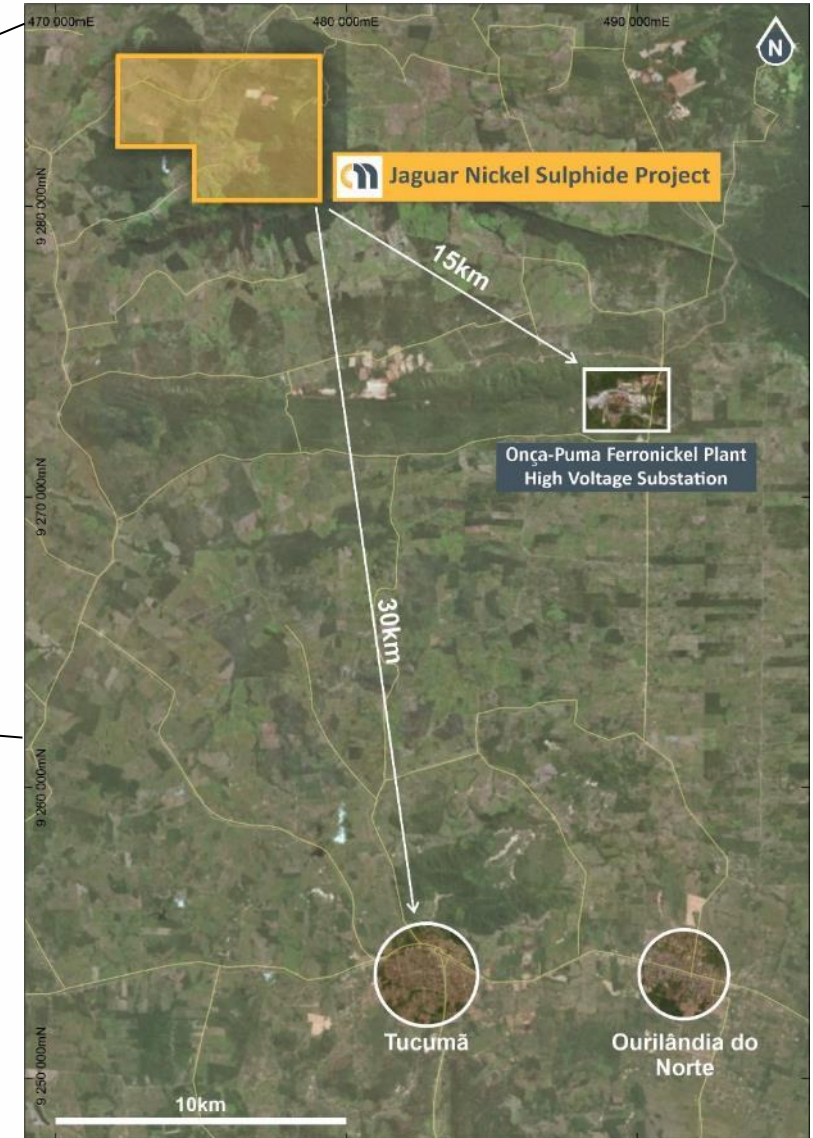 470 000mE
480 000mE
490 000mE
N
Jaguar Nickel Sulphide Project
9 280 000mN
15km
Onça-Puma Ferronickel Plant
High Voltage Substation
9 270 000mN
30km
9 260 000mN
Tucumã
Ourilândia do
Norte
9 250 000mN
10km